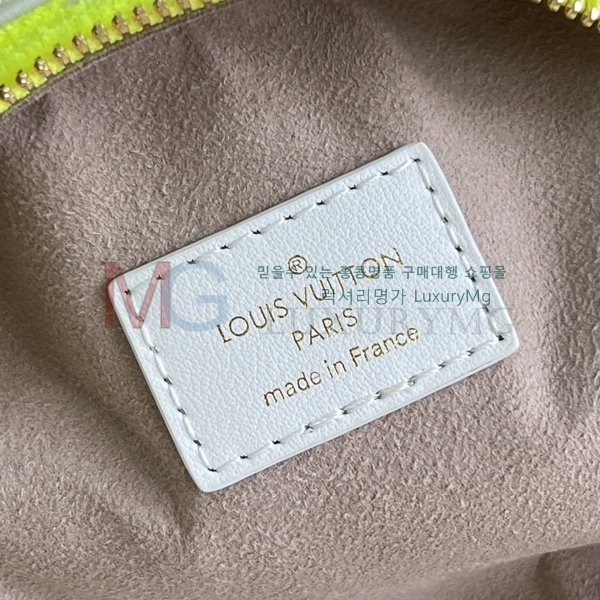 ®
LOUIS VUITTON
PARIS
made in France
믿을수 있는 홍콩명품 구매대행 쇼핑몰
럭셔리명가 LuxuryMg
MG LUXURYMG